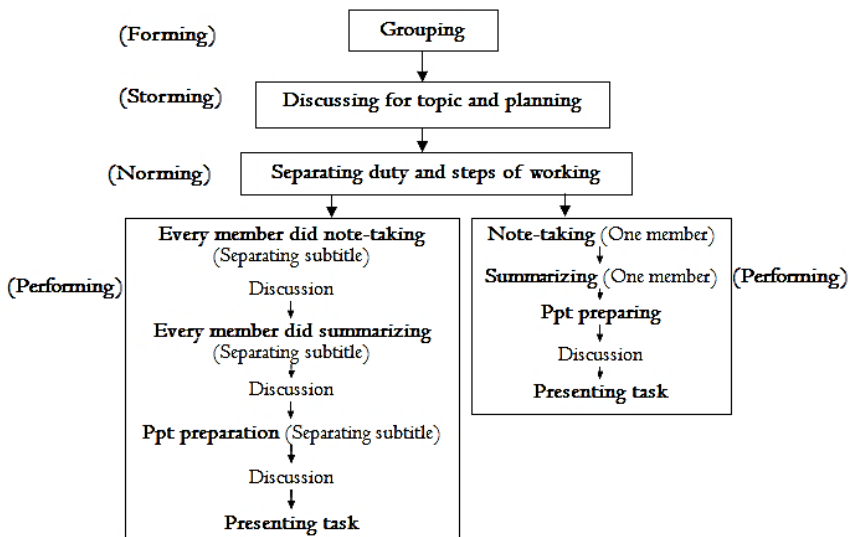 (Forming)
Grouping
(Storming)
Discussing for topic and planning
(Norming)
Separating duty and steps of working
(Performing)
Every member did note-taking
(Separating subtitle)
Discussion
Every member did summarizing
(Separating subtitle)
Discussion
Ppt preparation (Separating subtitle)
Discussion
Presenting task
Note-taking (One member)
Summarizing (One member)
Ppt preparing
Discussion
Presenting task
(Performing)